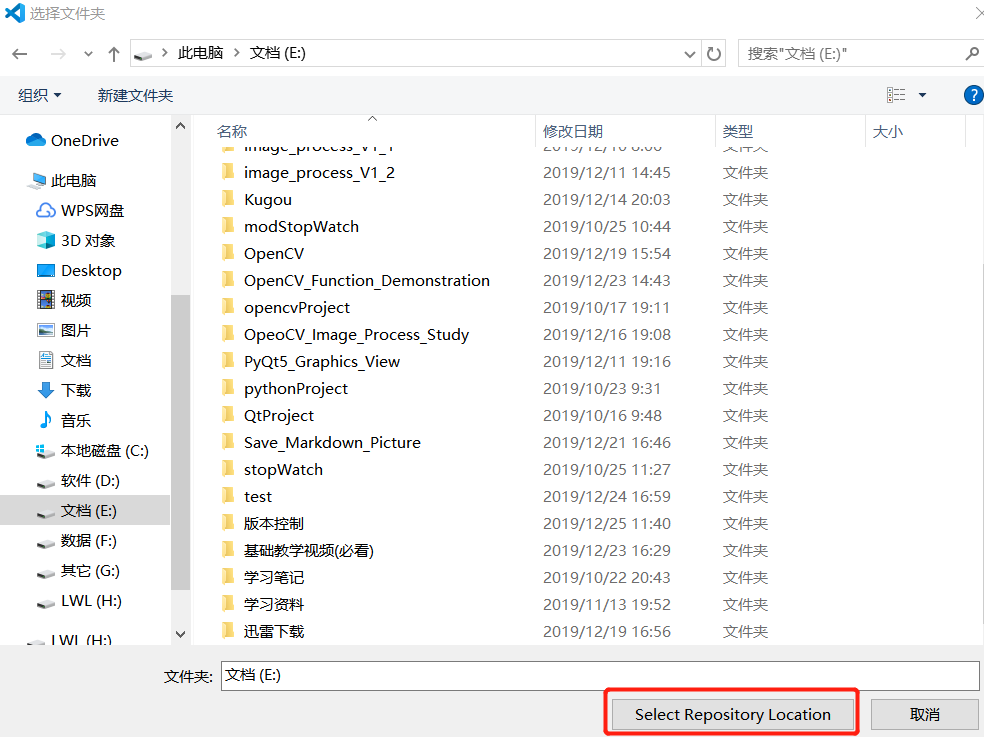 选择文件夹
此电脑 文档 (E:)
搜索"文档 (E:)"
组织 新建文件夹
?
名称 修改日期 类型 大小
image_process_V1_1
image_process_V1_2 2019/12/11 14:45 文件夹
Kugou 2019/12/14 20:03 文件夹
modStopWatch 2019/10/25 10:44 文件夹
OpenCV 2019/12/19 15:54 文件夹
OpenCV_Function_Demonstration 2019/12/23 14:43 文件夹
opencvProject 2019/10/17 19:11 文件夹
OpeoCV_Image_Process_Study 2019/12/16 19:08 文件夹
PyQt5_Graphics_View 2019/12/11 19:16 文件夹
pythonProject 2019/10/23 9:31 文件夹
QtProject 2019/10/16 9:48 文件夹
Save_Markdown_Picture 2019/12/21 16:46 文件夹
stopWatch 2019/10/25 11:27 文件夹
test 2019/12/24 16:59 文件夹
版本控制 2019/12/25 11:40 文件夹
基础教学视频(必看) 2019/12/23 16:29 文件夹
学习笔记 2019/10/22 20:43 文件夹
学习资料 2019/11/13 19:52 文件夹
迅雷下载 2019/12/19 16:56 文件夹
OneDrive
此电脑
WPS网盘
3D 对象
Desktop
视频
图片
文档
下载
音乐
本地磁盘 (C:)
软件 (D:)
文档 (E:)
数据 (F:)
其它 (G:)
LWL (H:)
LWL (H:)
文件夹: 文档 (E:)
Select Repository Location 取消